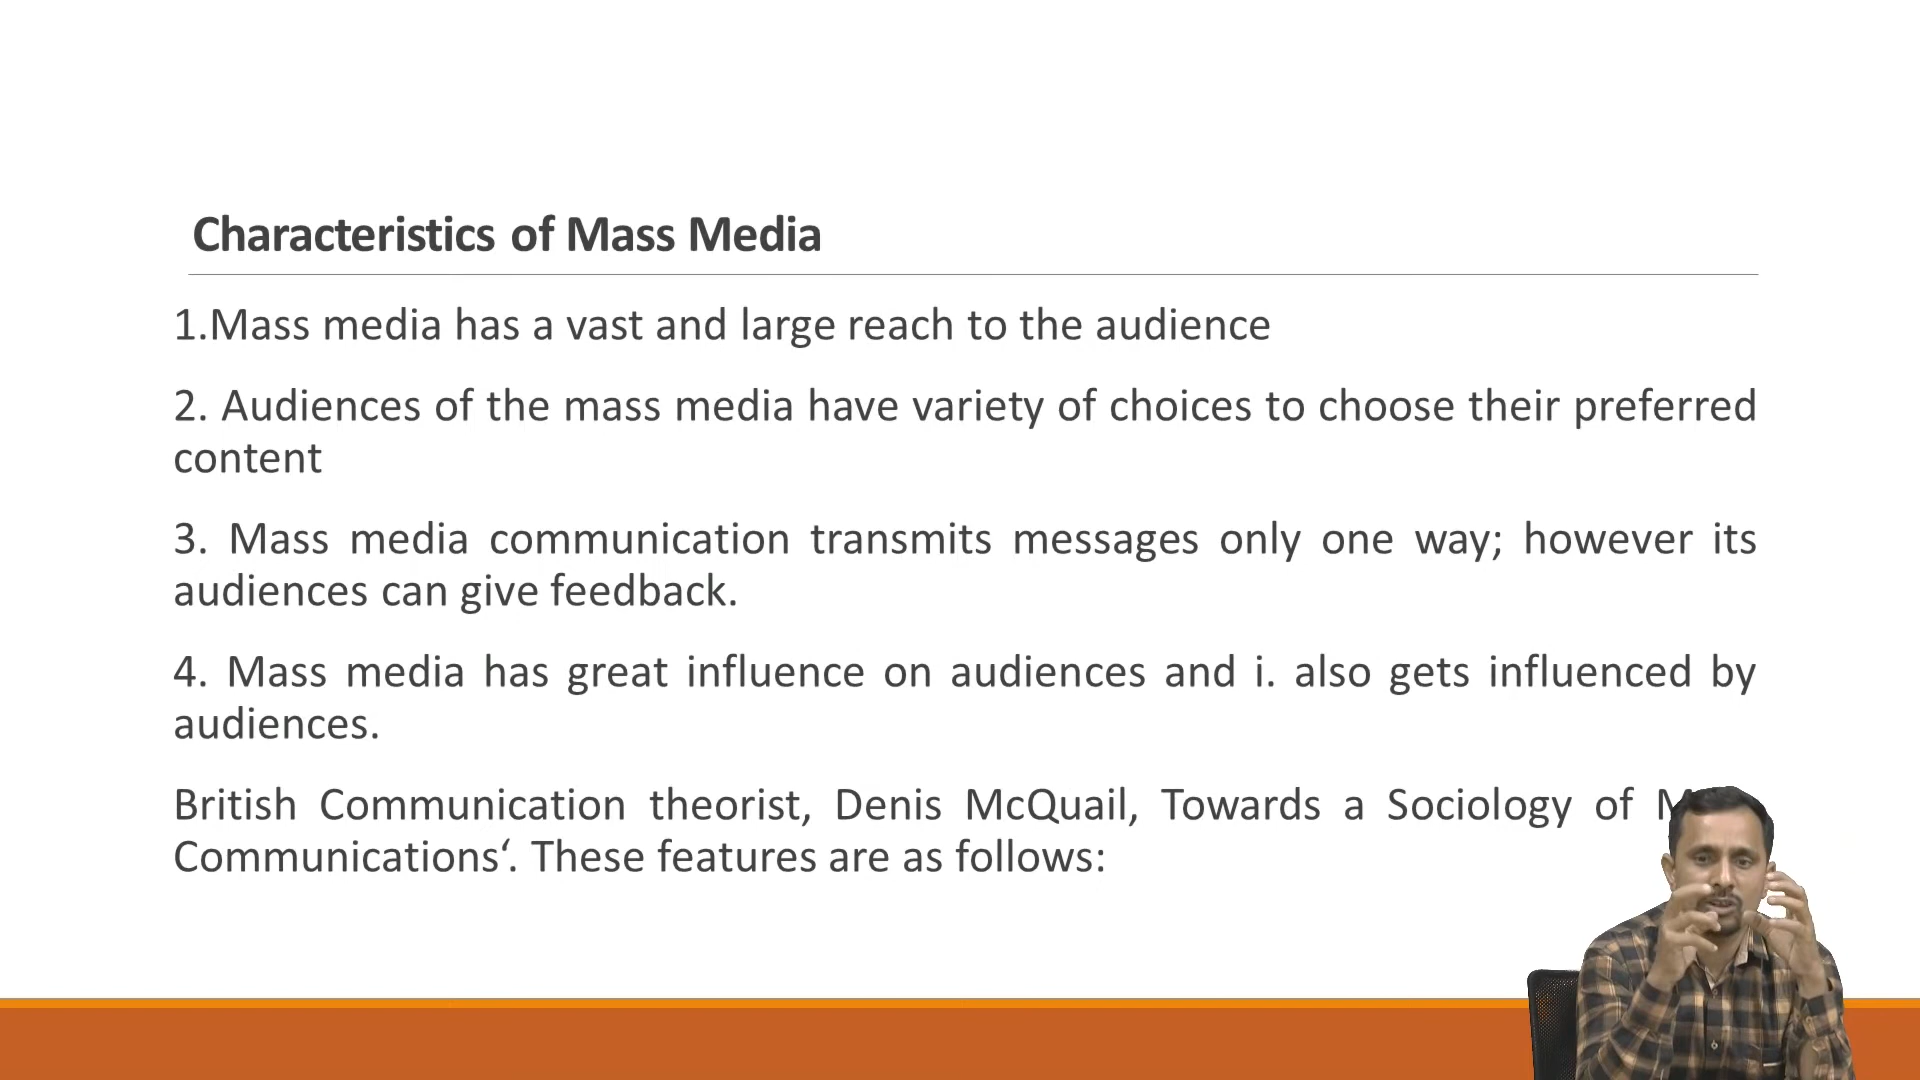 Characteristics of Mass Media
1.Mass media has a vast and large reach to the audience
2. Audiences of the mass media have variety of choices to choose their preferred
content
3. Mass media communication transmits messages only one way; however its
audiences can give feedback.
4. Mass media has great influence on audiences and i. also gets influenced by
audiences.
British Communication theorist, Denis McQuail, Towards a Sociology of
Communications‘. These features are as follows: